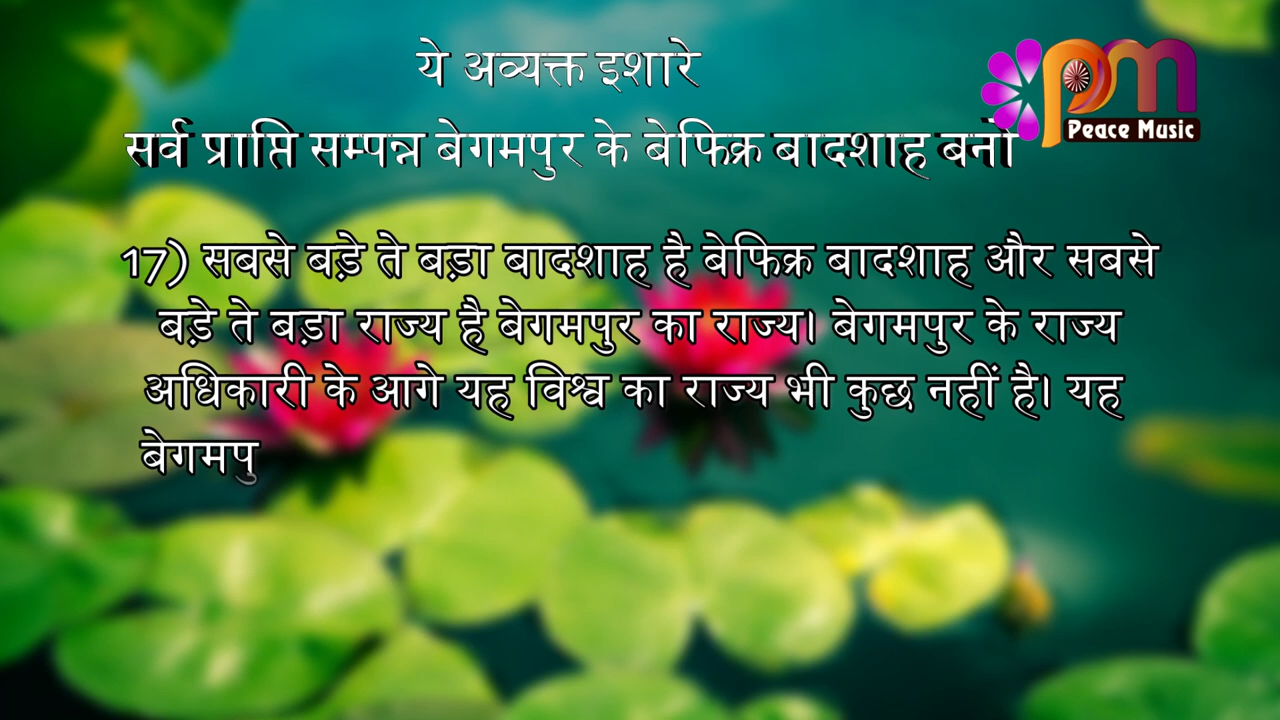 ये अव्यक्त इशारे
सर्व प्राप्ति सम्पन्न बेगमपुर के बेफिक्र बादशाह बनो
pm
Peace Music
17) सबसे बड़े ते बड़ा बादशाह है बेफिक्र बादशाह और सबसे
बड़े ते बड़ा राज्य है बेगमपुर का राज्य। बेगमपुर के राज्य
अधिकारी के आगे यह विश्व का राज्य भी कुछ नहीं है। यह
बेगमपु